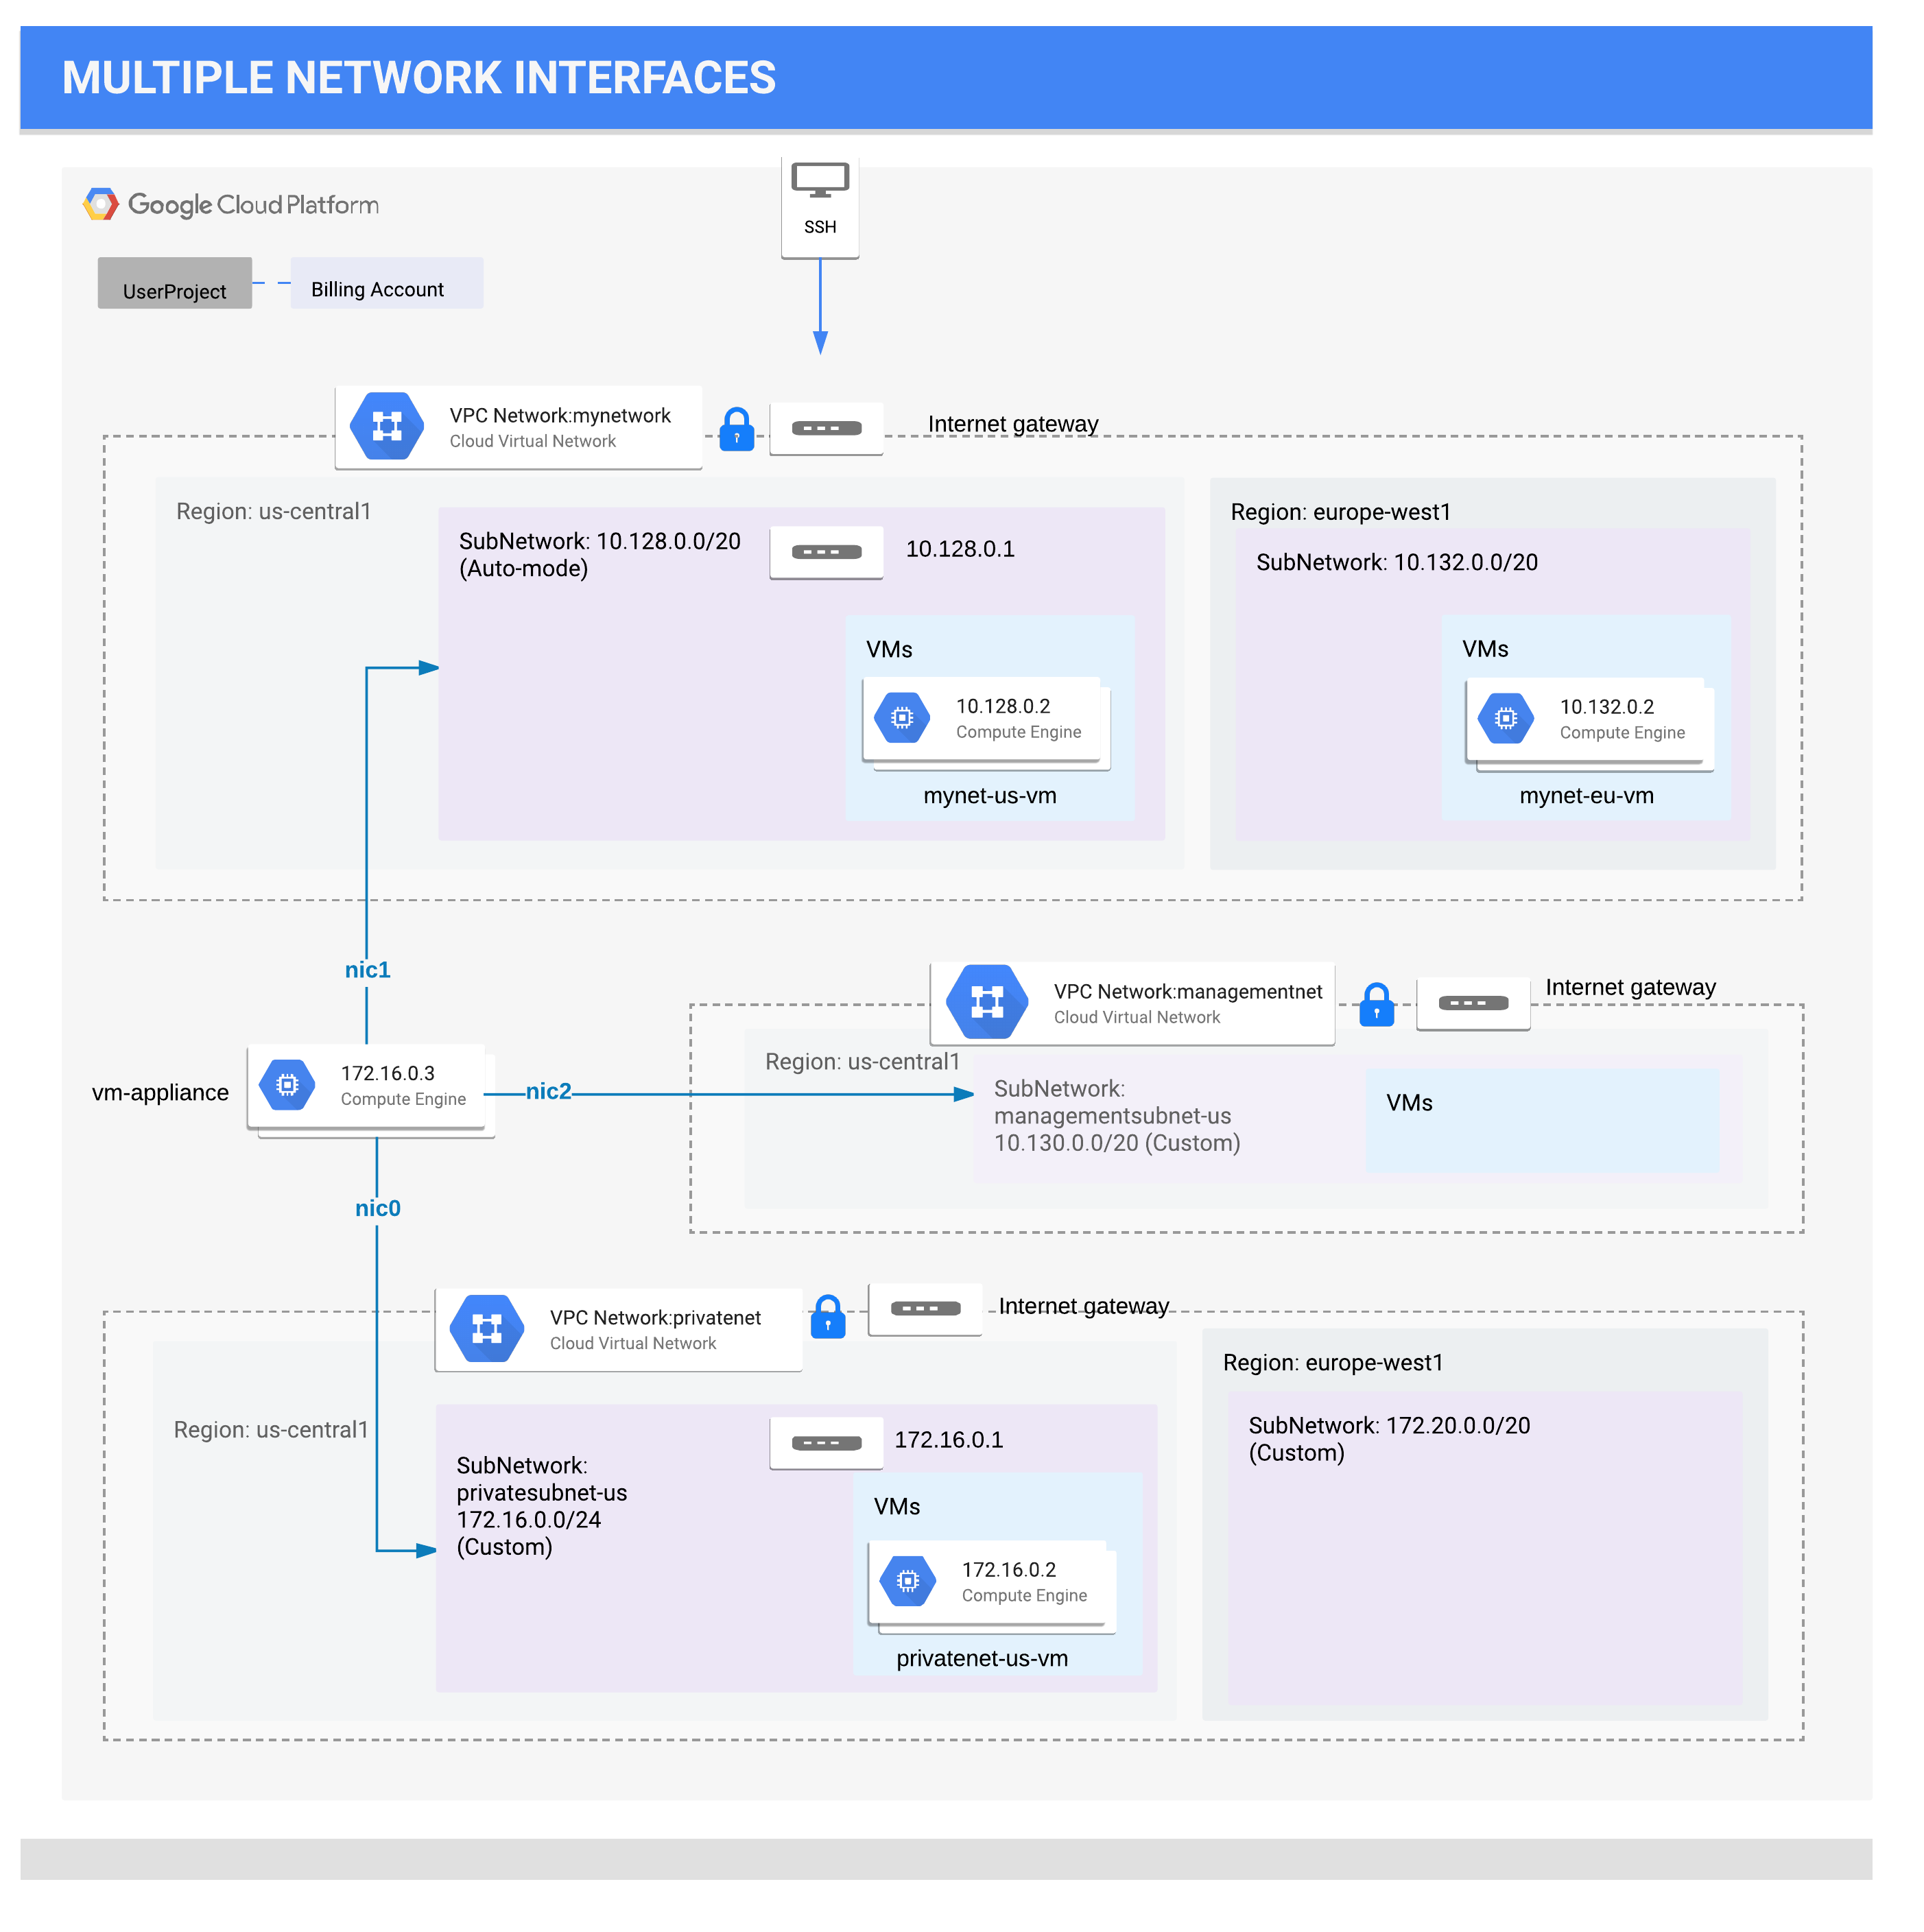 MULTIPLE NETWORK INTERFACES
Google Cloud Platform
SSH
UserProject
Billing Account
VPC Network:mynetwork
Cloud Virtual Network
Internet gateway
Region: us-central1
SubNetwork: 10.128.0.0/20
(Auto-mode)
10.128.0.1
VMs
10.128.0.2
Compute Engine
mynet-us-vm
Region: europe-west1
SubNetwork: 10.132.0.0/20
VMs
10.132.0.2
Compute Engine
mynet-eu-vm
nic1
VPC Network:managementnet
Cloud Virtual Network
Internet gateway
Region: us-central1
SubNetwork:
managementsubnet-us
10.130.0.0/20 (Custom)
VMs
vm-appliance
172.16.0.3
Compute Engine
nic2
nic0
VPC Network:privatenet
Cloud Virtual Network
Internet gateway
Region: us-central1
SubNetwork:
privatesubnet-us
172.16.0.0/24
(Custom)
172.16.0.1
VMs
172.16.0.2
Compute Engine
privatenet-us-vm
Region: europe-west1
SubNetwork: 172.20.0.0/20
(Custom)